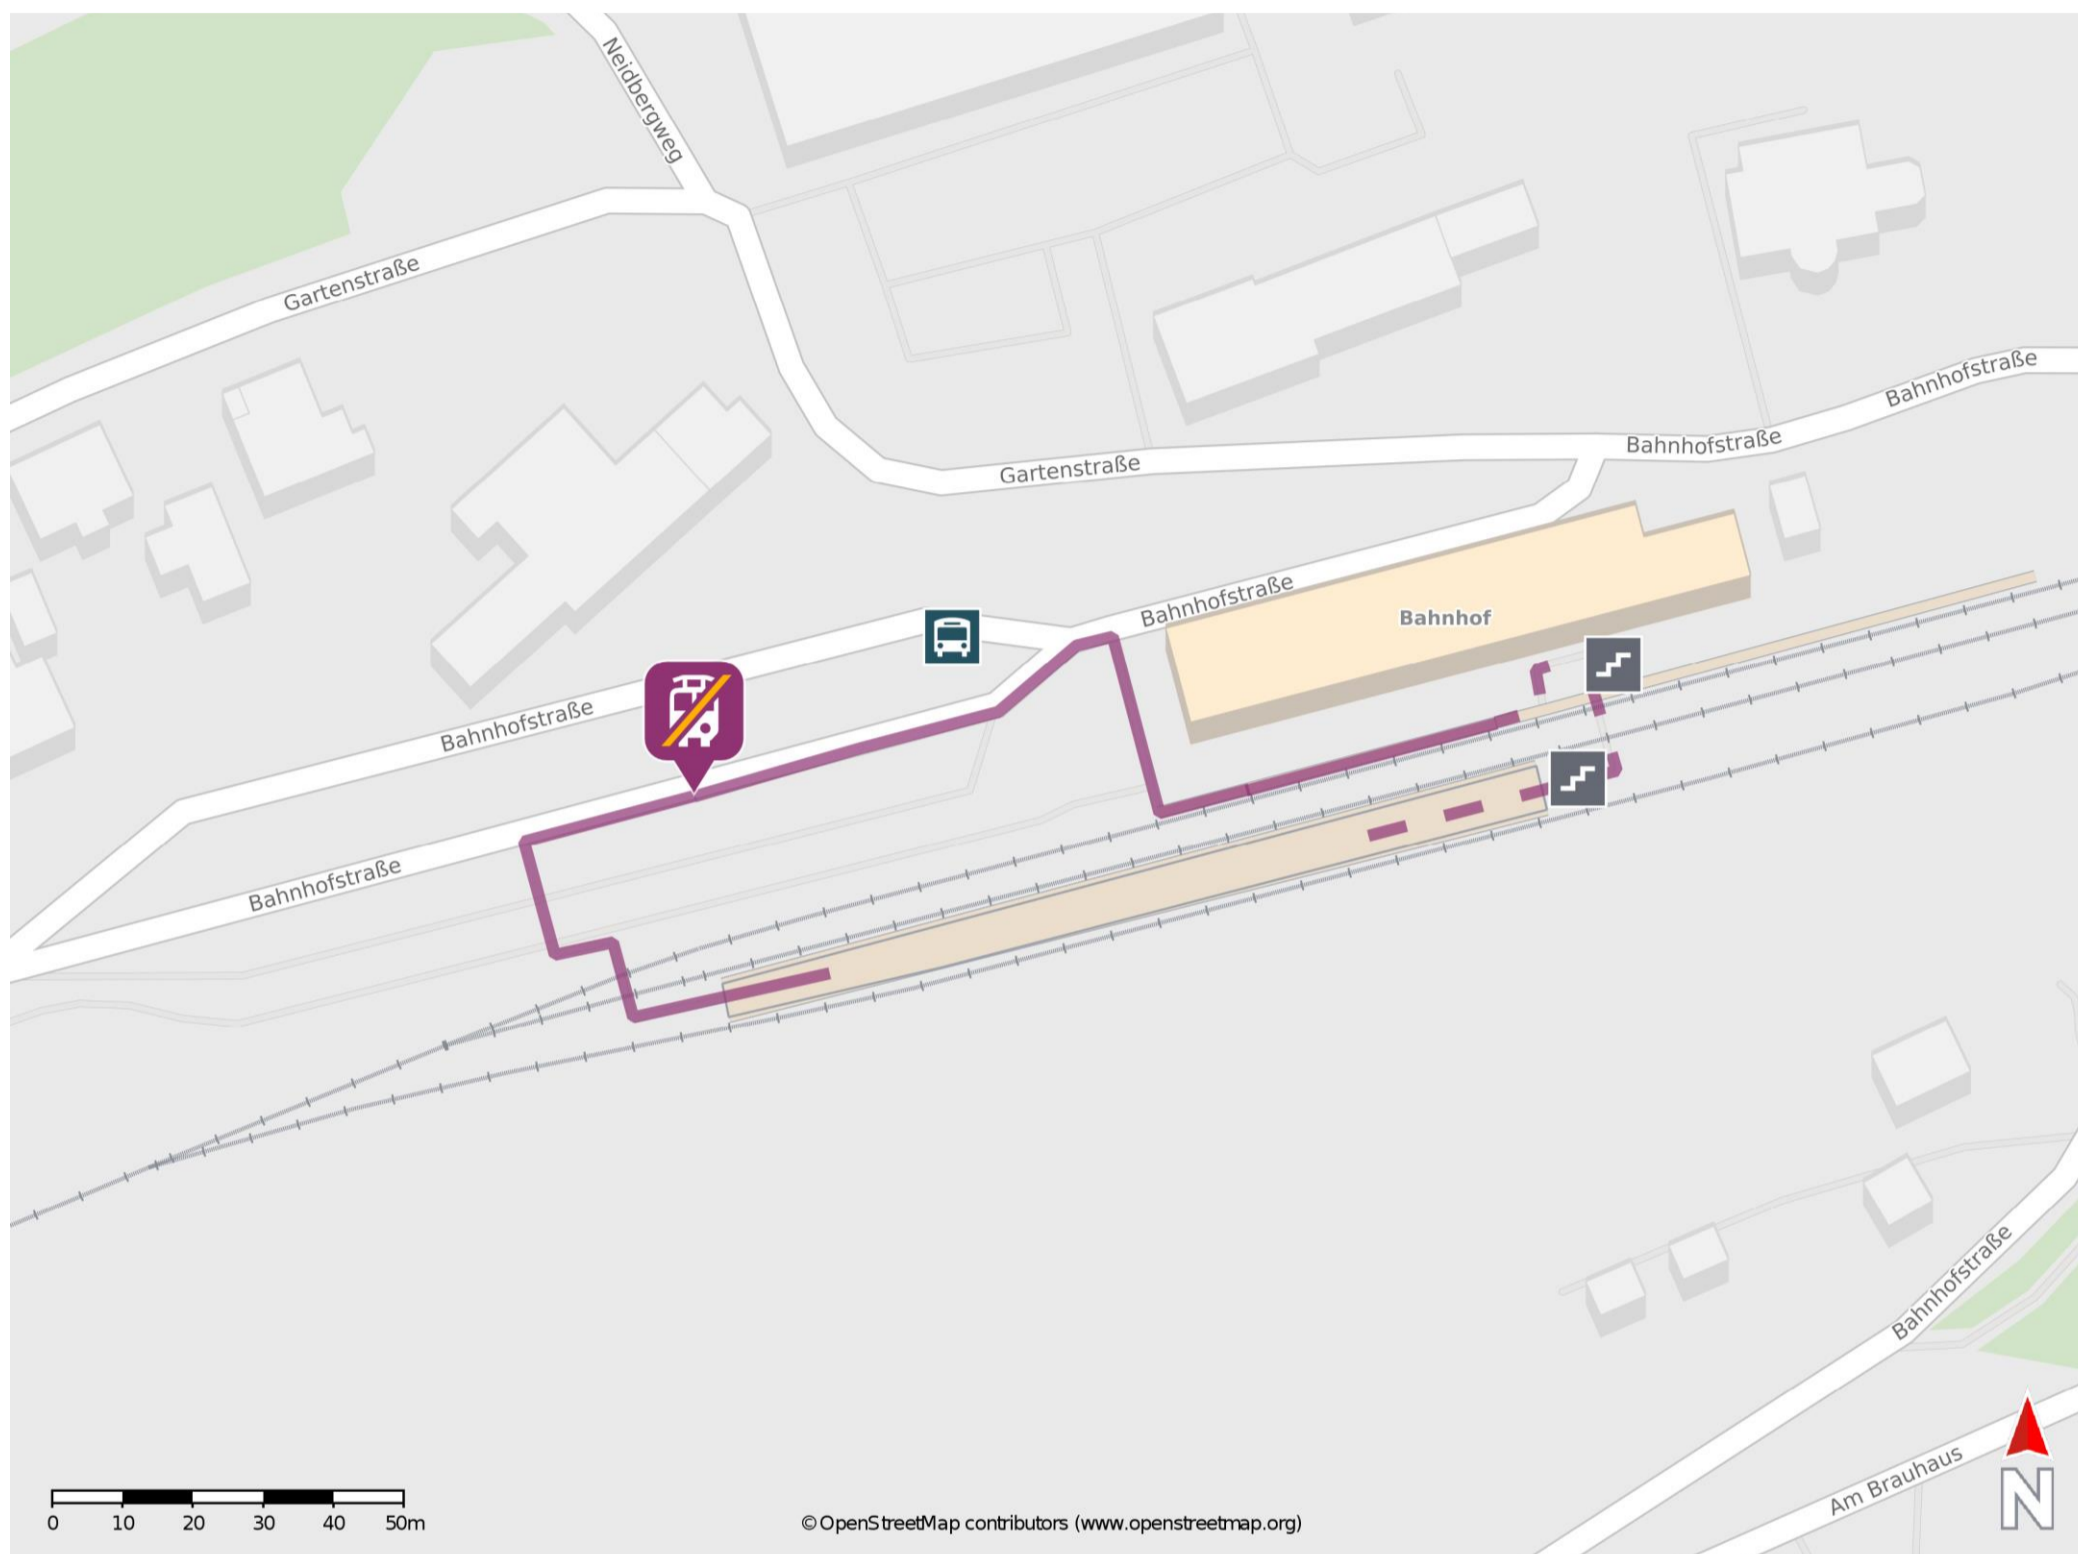 Neidbergweg
Gartenstraße
Bahnhofstraße
Bahnhofstraße
Gartenstraße
Bahnhofstraße
Bahnhof
Bahnhofstraße
Bahnhofstraße
Bahnhofstraße
Am Brauhaus
0 10 20 30 40 50m
©OpenStreetMap contributors (www.openstreetmap.org)
N